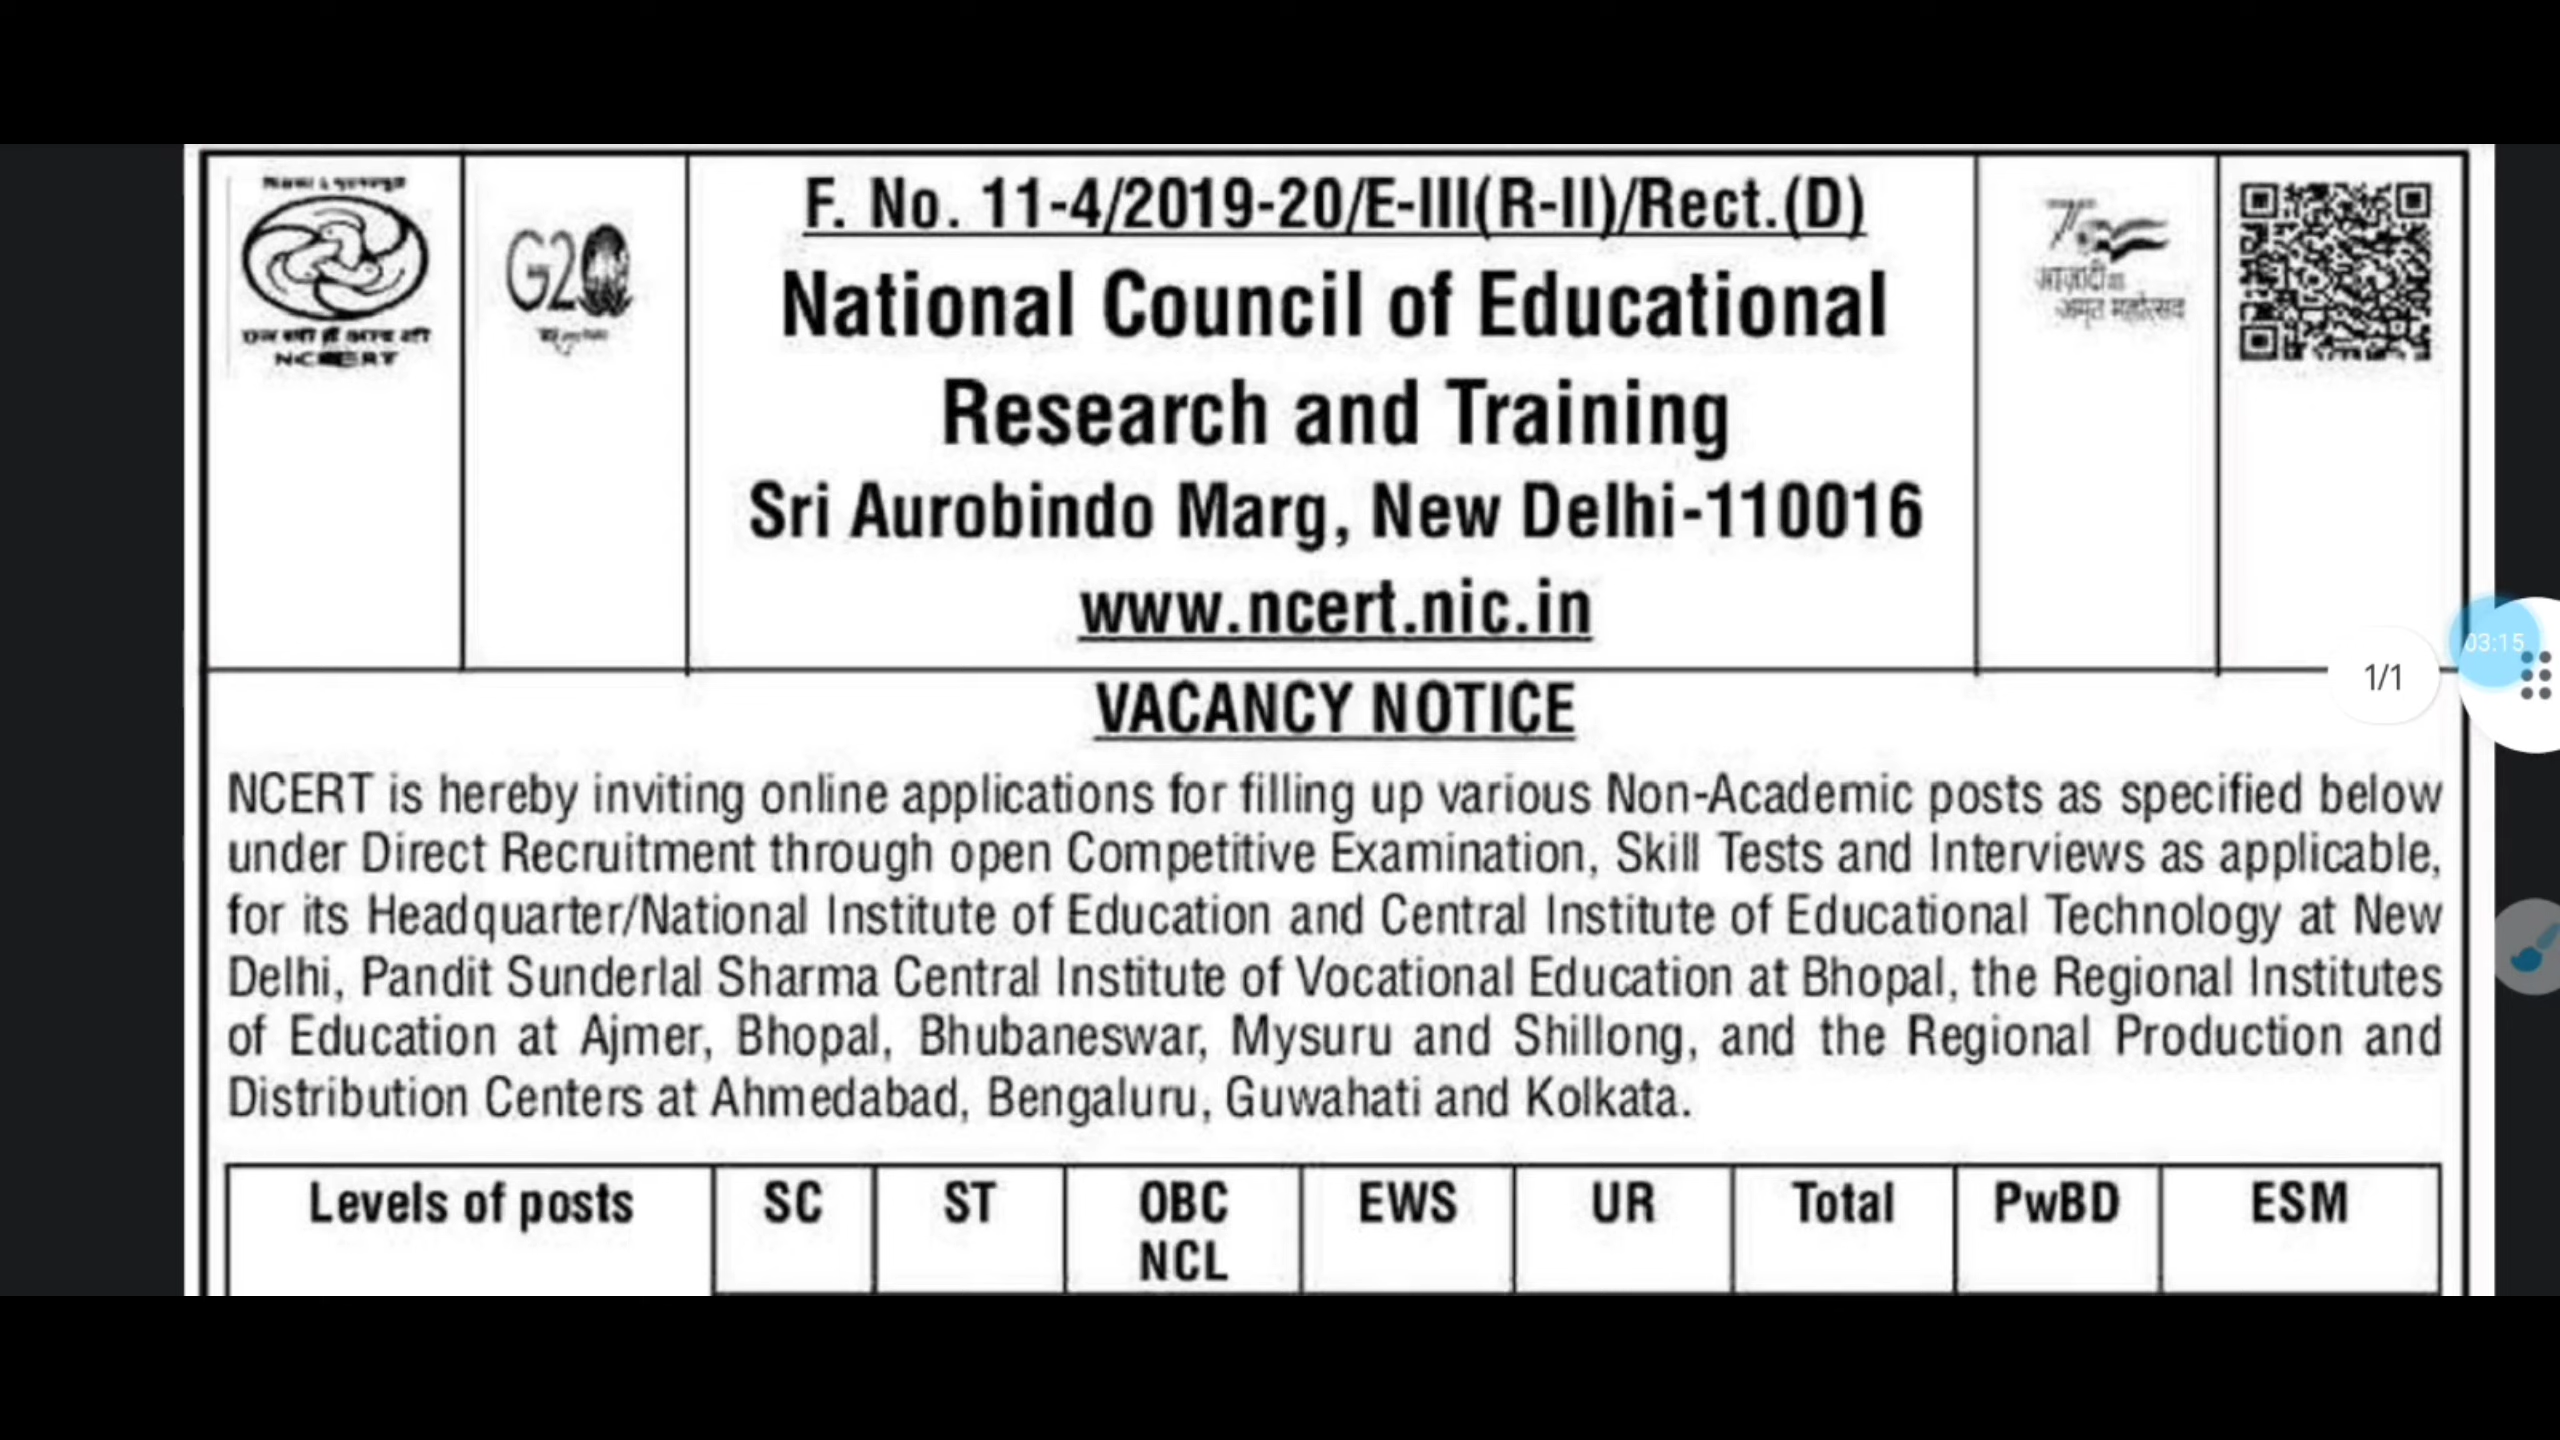 NCERT
G20
F. No. 11-4/2019-20/E-III(R-II)/Rect.(D)
National Council of Educational
Research and Training
Sri Aurobindo Marg, New Delhi-110016
www.ncert.nic.in
आज़ादी का
अमृत महोत्सव
03:15
1/1
VACANCY NOTICE
NCERT is hereby inviting online applications for filling up various Non-Academic posts as specified below
under Direct Recruitment through open Competitive Examination, Skill Tests and Interviews as applicable,
for its Headquarter/National Institute of Education and Central Institute of Educational Technology at New
Delhi, Pandit Sunderlal Sharma Central Institute of Vocational Education at Bhopal, the Regional Institutes
of Education at Ajmer, Bhopal, Bhubaneswar, Mysuru and Shillong, and the Regional Production and
Distribution Centers at Ahmedabad, Bengaluru, Guwahati and Kolkata.
Levels of posts SC ST OBC EWS UR Total PwBD ESM
NCL